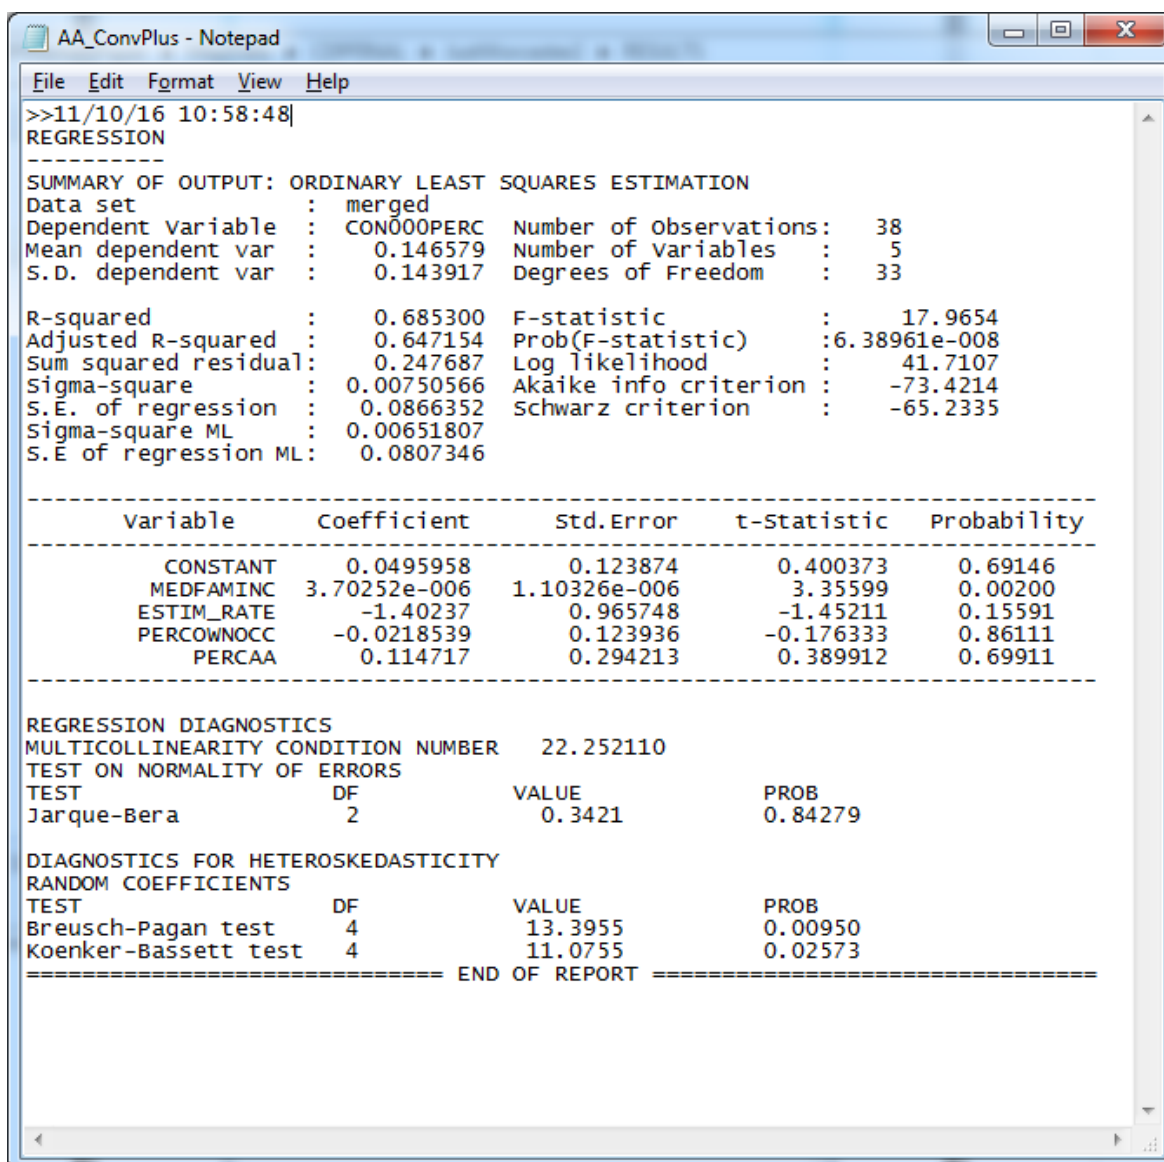 AA_ConvPlus - Notepad
File Edit Format View Help
>>11/10/16 10:58:48
REGRESSION
----------
SUMMARY OF OUTPUT: ORDINARY LEAST SQUARES ESTIMATION
Data set : merged
Dependent Variable : CON000PERC Number of Observations: 38
Mean dependent var : 0.146579 Number of Variables : 5
S.D. dependent var : 0.143917 Degrees of Freedom : 33
R-squared : 0.685300 F-statistic : 17.9654
Adjusted R-squared : 0.647154 Prob(F-statistic) :6.38961e-008
Sum squared residual: 0.247687 Log likelihood : 41.7107
Sigma-square : 0.00750566 Akaike info criterion : -73.4214
S.E. of regression : 0.0866352 Schwarz criterion : -65.2335
Sigma-square ML : 0.00651807
S.E of regression ML: 0.0807346
-----------------------------------------------------------------------------
Variable Coefficient Std.Error t-Statistic Probability
-----------------------------------------------------------------------------
CONSTANT 0.0495958 0.123874 0.400373 0.69146
MEDFAMINC 3.70252e-006 1.10326e-006 3.35599 0.00200
ESTIM_RATE -1.40237 0.965748 -1.45211 0.15591
PERCOWNOCC -0.0218539 0.123936 -0.176333 0.86111
PERCAA 0.114717 0.294213 0.389912 0.69911
-----------------------------------------------------------------------------
REGRESSION DIAGNOSTICS
MULTICOLLINEARITY CONDITION NUMBER 22.252110
TEST ON NORMALITY OF ERRORS
TEST DF VALUE PROB
Jarque-Bera 2 0.3421 0.84279
DIAGNOSTICS FOR HETEROSKEDASTICITY
RANDOM COEFFICIENTS
TEST DF VALUE PROB
Breusch-Pagan test 4 13.3955 0.00950
Koenker-Bassett test 4 11.0755 0.02573
============================== END OF REPORT ================================